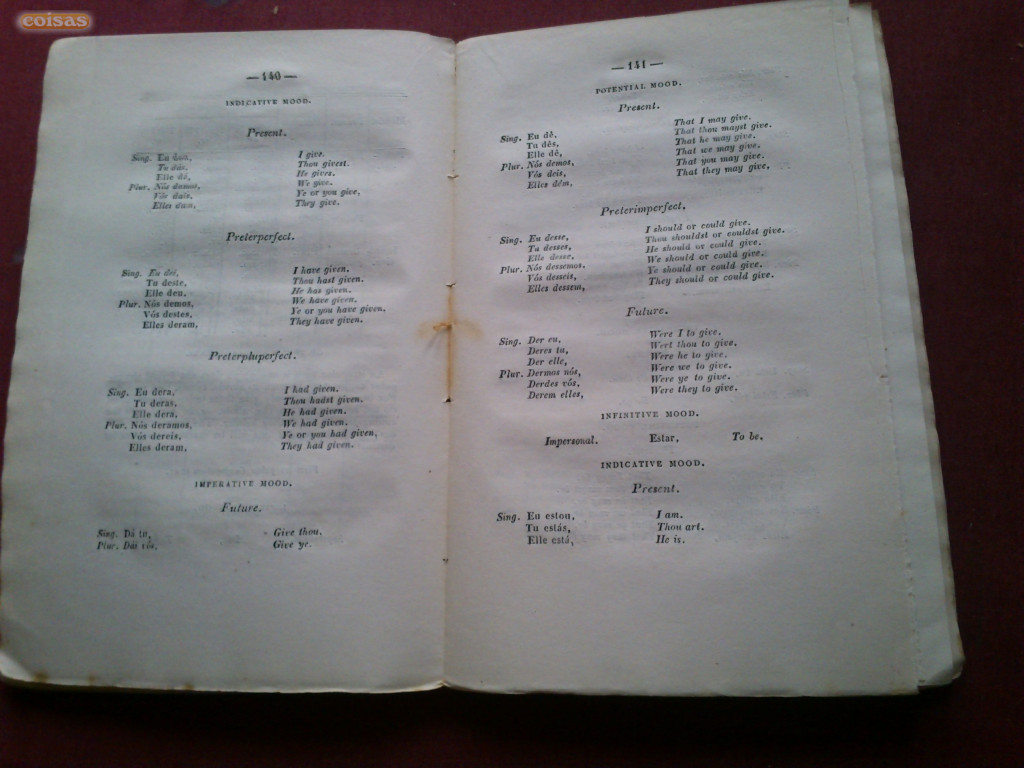 coisas
—140—
INDICATIVE MOOD.
Present.
Sing. Eu dou, I give.
Tu dás, Thou givest.
Elle dá, He gives.
Plur. Nós damos, We give.
Vós dais, Ye or you give,
Elles dam, They give.
Preterperfect.
Sing. Eu dei, I have given.
Tu deste, Thou hast given.
Elle deu, He has given.
Plur. Nós demos, We have given.
Vós destes, Ye or you have given,
Elles deram, They have given.
Preterpluperfect.
Sing. Eu dera, I had given.
Tu deras, Thou hadst given.
Elle dera, He had given.
Plur. Nós deramos, We had given.
Vós dereis, Ye or you had given,
Elles deram, They had given.
IMPERATIVE MOOD.
Future.
Sing. Dá tu, Give thou.
Plur. Dái vós, Give ye.
—141—
POTENTIAL MOOD.
Present.
Sing. Eu dê, That I may give.
Tu dês, That thou mayst give.
Elle dê, That he may give.
Plur. Nós demos, That we may give.
Vós deis, That you may give,
Elles dém, That they may give,
Preterimperfect.
Sing. Eu desse, I should or could give.
Tu desses, Thou shouldst or couldst give.
Elle desse, He should or could give.
Plur. Nós dessemos, We should or could give.
Vós desseis, Ye should or could give.
Elles dessem, They should or could give.
Future.
Sing. Der eu, Were I to give.
Deres tu, Wert thou to give.
Der elle, Were he to give.
Plur. Dermos nós, Were we to give.
Derdes vós, Were ye to give.
Derem elles, Were they to give.
INFINITIVE MOOD.
Impersonal. Estar. To be.
INDICATIVE MOOD.
Present.
Sing. Eu estou, I am.
Tu estás, Thou art.
Elle está, He is.